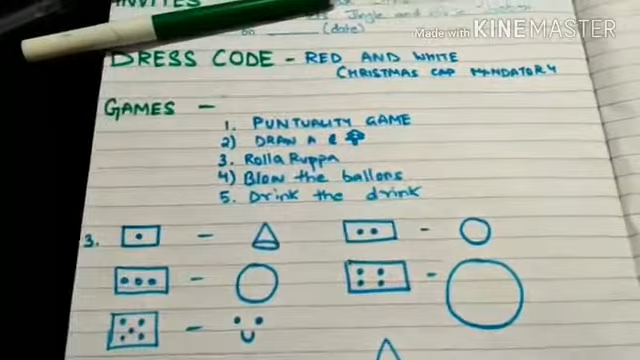 INVITES
Jingle and
on (date)
Made with KINEMASTER
DRESS CODE - RED AND WHITE
CHRISTMAS CAP MANDATORY
GAMES -
1. PUNTUALITY GAME
2) DRAW A
3. Rolla Ruppa
4) Blow the ballons
5. Drink the drink
3.